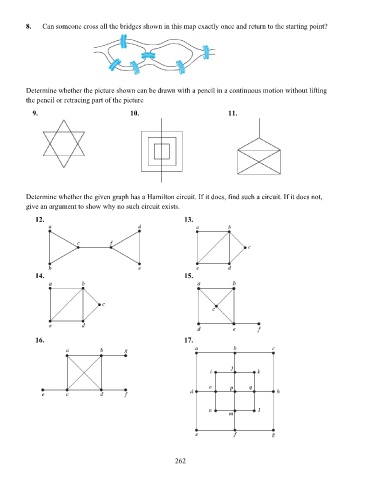 8. Can someone cross all the bridges shown in this map exactly once and return to the starting point?
Determine whether the picture shown can be drawn with a pencil in a continuous motion without lifting
the pencil or retracing part of the picture
9. 10. 11.
Determine whether the given graph has a Hamilton circuit. If it does, find such a circuit. If it does not,
give an argument to show why no such circuit exists.
12. 13.
a d a b
c f c
b e e d
14. 15.
a b a b
c c
e d d e f
16. 17.
a b g a b c
i j k
o p q
e c d f d h
n m l
e f g
262